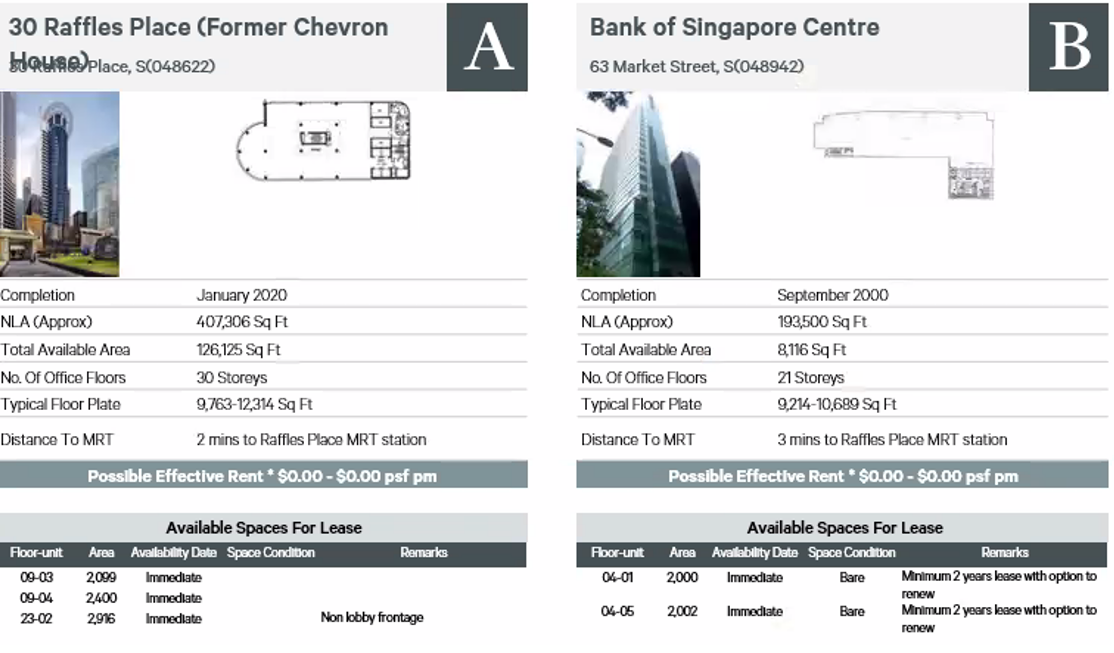 30 Raffles Place (Former Chevron
House)
30 Raffles Place, S(048622)
A
Completion January 2020
NLA (Approx) 407,306 Sq Ft
Total Available Area 126,125 Sq Ft
No. Of Office Floors 30 Storeys
Typical Floor Plate 9,763-12,314 Sq Ft
Distance To MRT 2 mins to Raffles Place MRT station
Possible Effective Rent * $0.00 - $0.00 psf pm
Available Spaces For Lease
Floor-unit Area Availability Date Space Condition Remarks
09-03 2,099 Immediate
09-04 2,400 Immediate
23-02 2,916 Immediate Non lobby frontage
Bank of Singapore Centre
63 Market Street, S(048942)
B
Completion September 2000
NLA (Approx) 193,500 Sq Ft
Total Available Area 8,116 Sq Ft
No. Of Office Floors 21 Storeys
Typical Floor Plate 9,214-10,689 Sq Ft
Distance To MRT 3 mins to Raffles Place MRT station
Possible Effective Rent * $0.00 - $0.00 psf pm
Available Spaces For Lease
Floor-unit Area Availability Date Space Condition Remarks
04-01 2,000 Immediate Bare Minimum 2 years lease with option to
renew
04-05 2,002 Immediate Bare Minimum 2 years lease with option to
renew